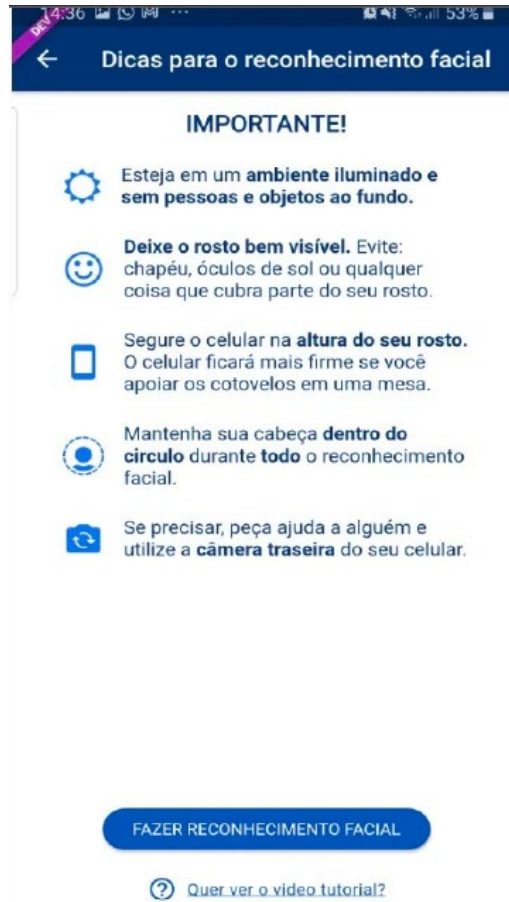 14:36 53%
DEV
Dicas para o reconhecimento facial
IMPORTANTE!
Esteja em um ambiente iluminado e
sem pessoas e objetos ao fundo.
Deixe o rosto bem visível. Evite:
chapéu, óculos de sol ou qualquer
coisa que cubra parte do seu rosto.
Segure o celular na altura do seu rosto.
O celular ficará mais firme se você
apoiar os cotovelos em uma mesa.
Mantenha sua cabeça dentro do
circulo durante todo o reconhecimento
facial.
Se precisar, peça ajuda a alguém e
utilize a câmera traseira do seu celular.
FAZER RECONHECIMENTO FACIAL
Quer ver o video tutorial?